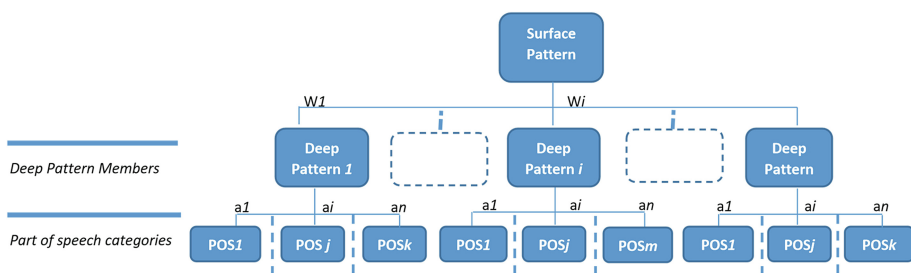 Surface
Pattern
W1
Wi
Deep
Pattern 1
Deep
Pattern i
Deep
Pattern
Deep Pattern Members
a1
ai
an
a1
ai
an
a1
ai
an
Part of speech categories
POS1
POS j
POSk
POS1
POSj
POSm
POS1
POSj
POSk